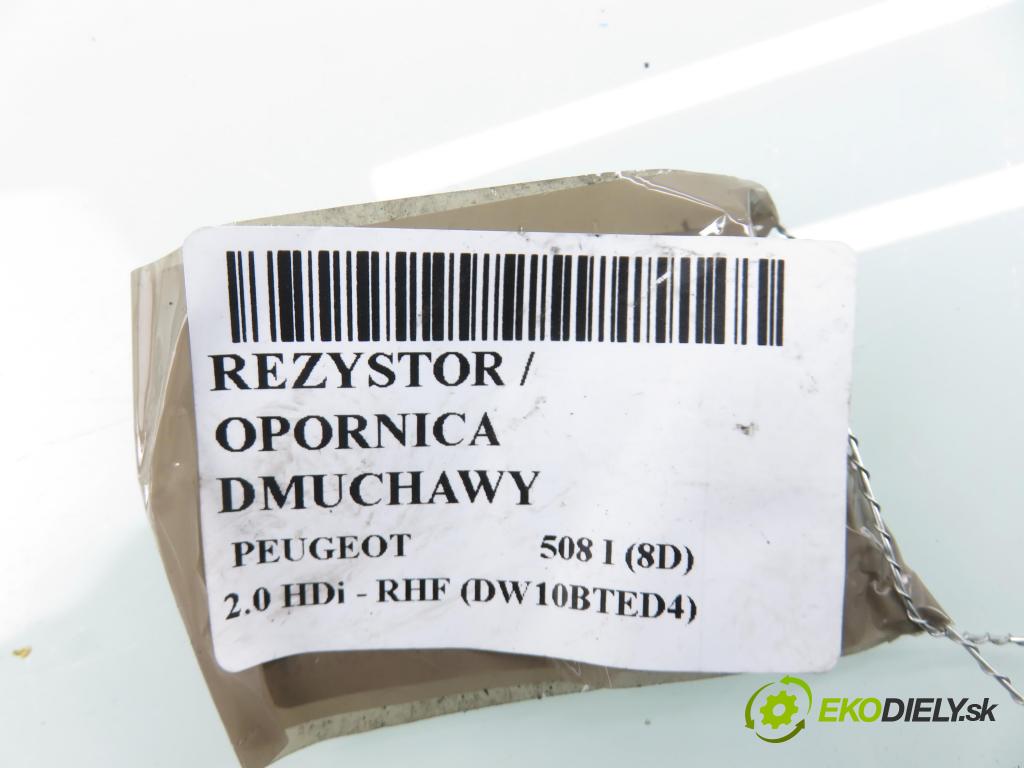 REZYSTOR /
OPORNICA
DMUCHAWY
PEUGEOT 508 I (8D)
2.0 HDi - RHF (DW10BTED4)
EKODIELY.sk